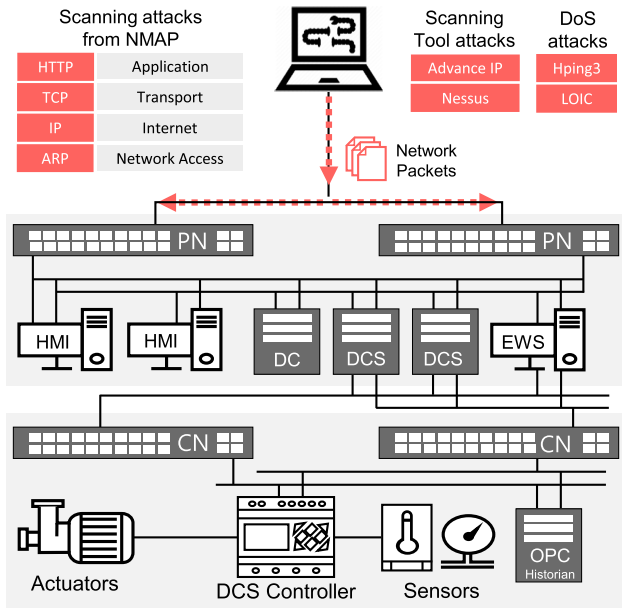 Scanning attacks
from NMAP
HTTP Application
TCP Transport
IP Internet
ARP Network Access
Scanning
Tool attacks
Advance IP
Nessus
DoS
attacks
Hping3
LOIC
Network
Packets
PN
PN
HMI
HMI
DC
DCS
DCS
EWS
CN
CN
Actuators
DCS Controller
Sensors
OPC
Historian